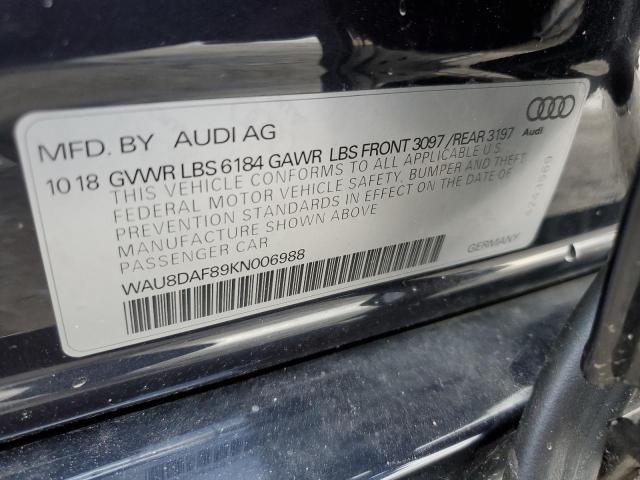 MFD. BY AUDI AG
Audi
10 18 GVWR LBS 6184 GAWR LBS FRONT 3097 / REAR 3197
THIS VEHICLE CONFORMS TO ALL APPLICABLE U.S.
FEDERAL MOTOR VEHICLE SAFETY, BUMPER AND THEFT
PREVENTION STANDARDS IN EFFECT ON THE DATE OF
MANUFACTURE SHOWN ABOVE
PASSENGER CAR
WAU8DAF89KN006988
GERMANY